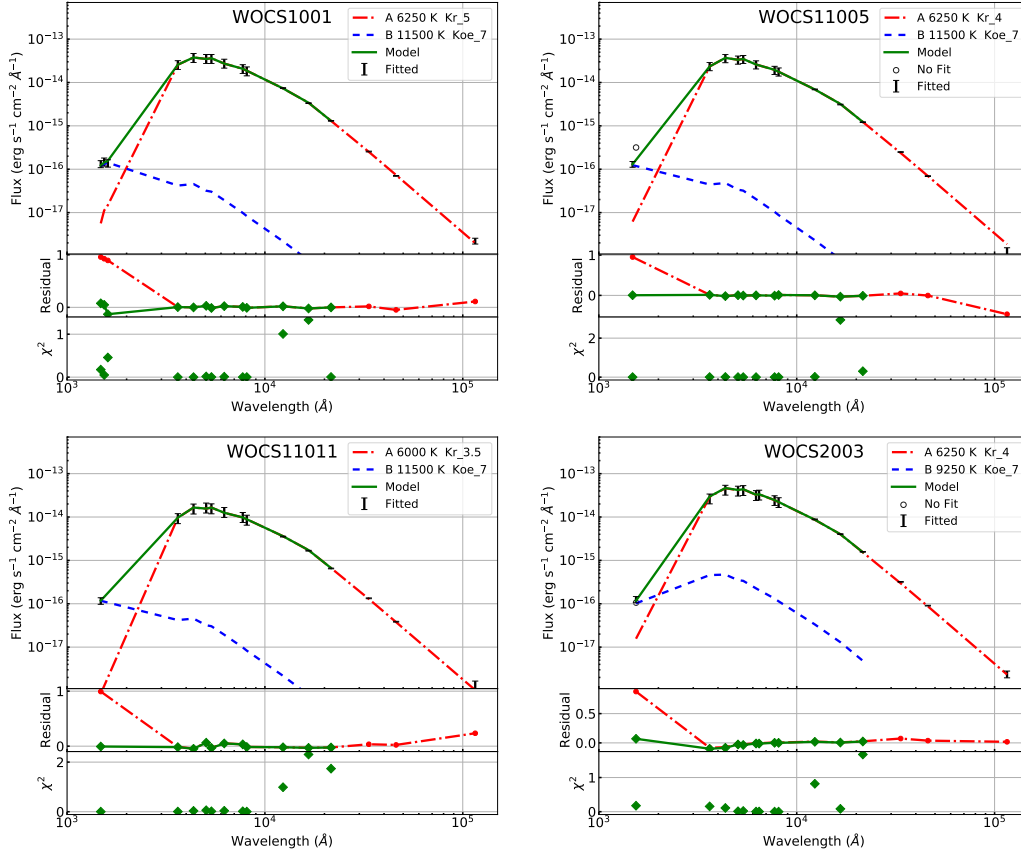 WOCS1001
A 6250 K Kr_5
B 11500 K Koe_7
Model
Fitted
Flux (erg s⁻¹ cm⁻² Å⁻¹)
10⁻¹³
10⁻¹⁴
10⁻¹⁵
10⁻¹⁶
10⁻¹⁷
Residual
1
0
χ²
1
0
10³
10⁴
10⁵
Wavelength (Å)
WOCS11005
A 6250 K Kr_4
B 11500 K Koe_7
Model
No Fit
Fitted
Flux (erg s⁻¹ cm⁻² Å⁻¹)
10⁻¹³
10⁻¹⁴
10⁻¹⁵
10⁻¹⁶
10⁻¹⁷
Residual
1
0
χ²
2
0
10³
10⁴
10⁵
Wavelength (Å)
WOCS11011
A 6000 K Kr_3.5
B 11500 K Koe_7
Model
Fitted
Flux (erg s⁻¹ cm⁻² Å⁻¹)
10⁻¹³
10⁻¹⁴
10⁻¹⁵
10⁻¹⁶
10⁻¹⁷
Residual
1
0
χ²
2
0
10³
10⁴
10⁵
Wavelength (Å)
WOCS2003
A 6250 K Kr_4
B 9250 K Koe_7
Model
No Fit
Fitted
Flux (erg s⁻¹ cm⁻² Å⁻¹)
10⁻¹³
10⁻¹⁴
10⁻¹⁵
10⁻¹⁶
10⁻¹⁷
Residual
0.5
0.0
χ²
1
0
10³
10⁴
10⁵
Wavelength (Å)